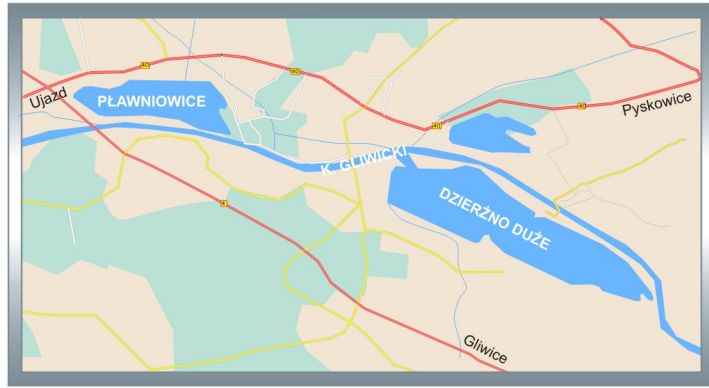 40
40
Ujazd
PŁAWNIOWICE
40
Pyskowice
40
K. GLIWICKI
DZIERŻNO DUŻE
4
Gliwice